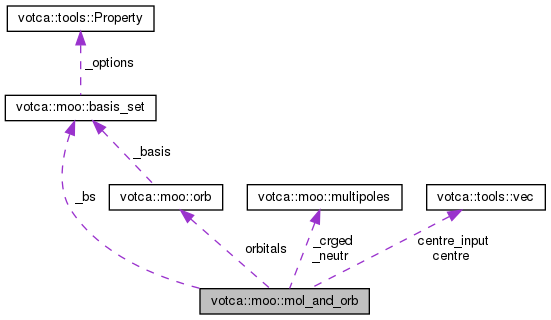 votca::tools::Property
_options
votca::moo::basis_set
_basis
_bs
votca::moo::orb
votca::moo::multipoles
votca::tools::vec
orbitals
_crged
_neutr
centre_input
centre
votca::moo::mol_and_orb